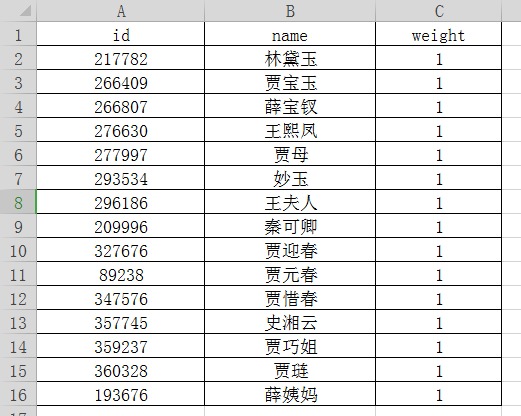 A B C
1 id name weight
2 217782 林黛玉 1
3 266409 贾宝玉 1
4 266807 薛宝钗 1
5 276630 王熙凤 1
6 277997 贾母 1
7 293534 妙玉 1
8 296186 王夫人 1
9 209996 秦可卿 1
10 327676 贾迎春 1
11 89238 贾元春 1
12 347576 贾惜春 1
13 357745 史湘云 1
14 359237 贾巧姐 1
15 360328 贾琏 1
16 193676 薛姨妈 1